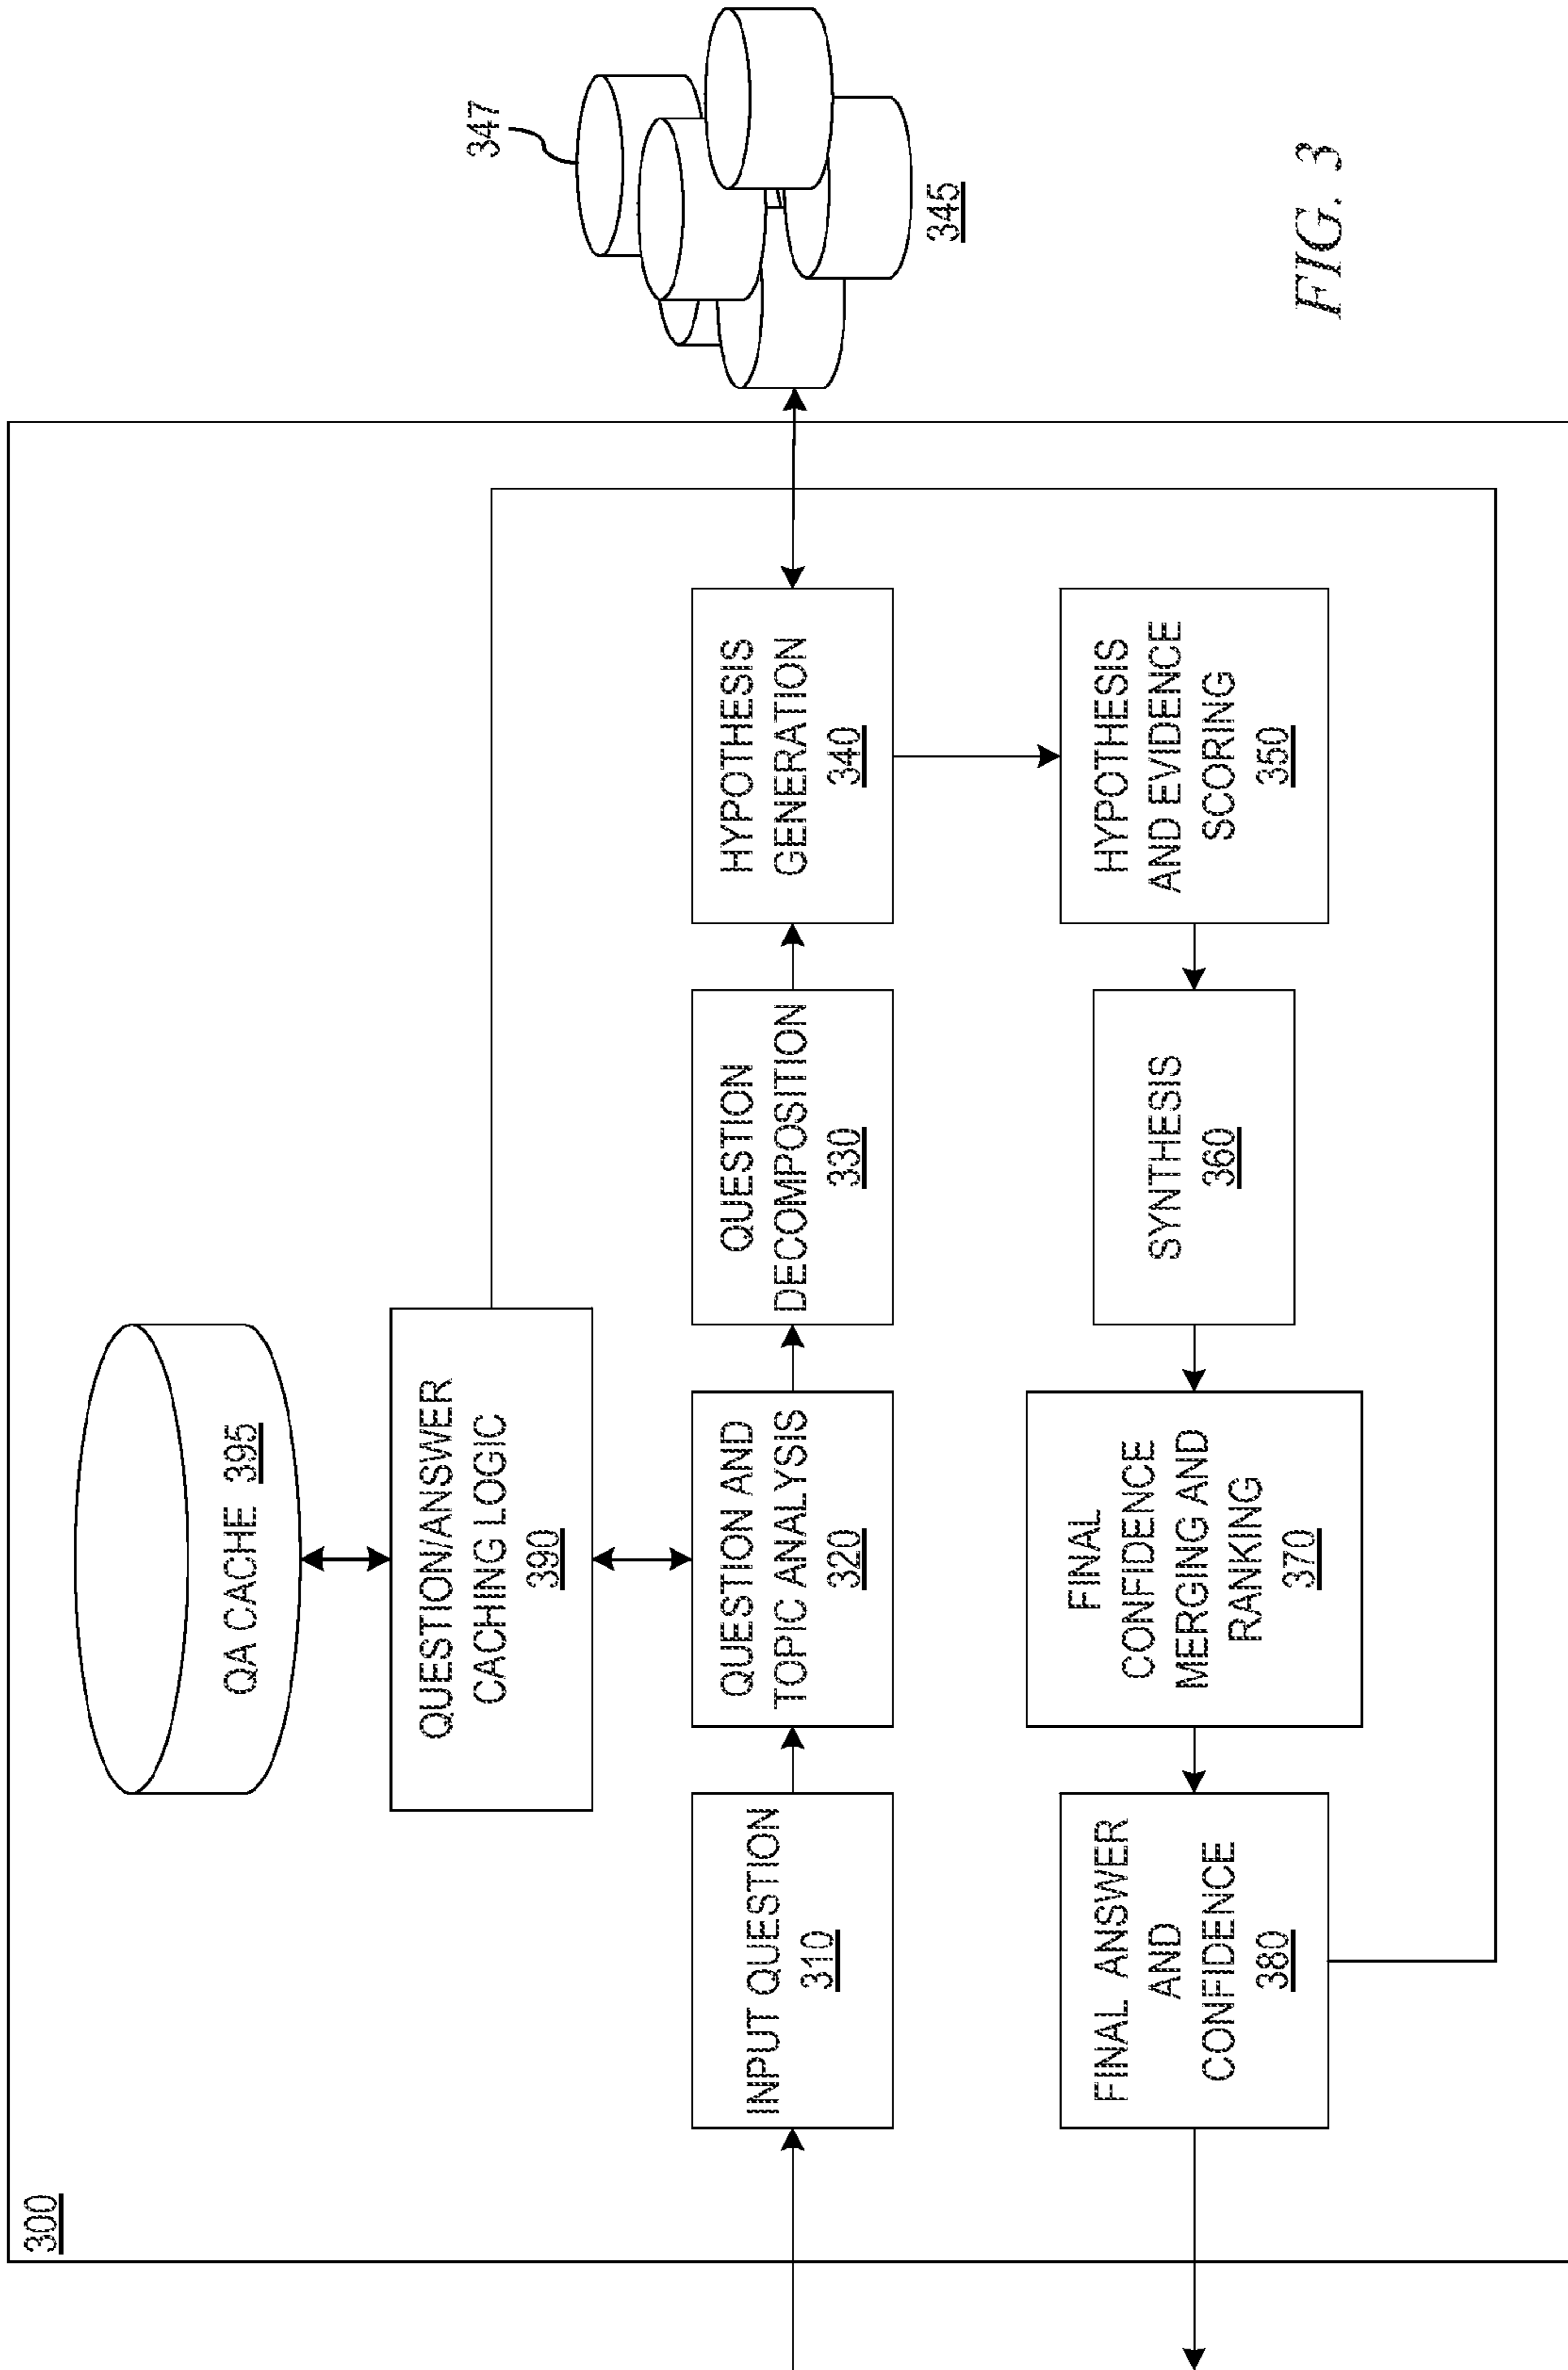 300
QA CACHE 395
QUESTION/ANSWER
CACHING LOGIC
390
347
345
INPUT QUESTION
310
QUESTION AND
TOPIC ANALYSIS
320
QUESTION
DECOMPOSITION
330
HYPOTHESIS
GENERATION
340
FINAL ANSWER
AND
CONFIDENCE
380
FINAL
CONFIDENCE
MERGING AND
RANKING
370
SYNTHESIS
360
HYPOTHESIS
AND EVIDENCE
SCORING
350
FIG. 3